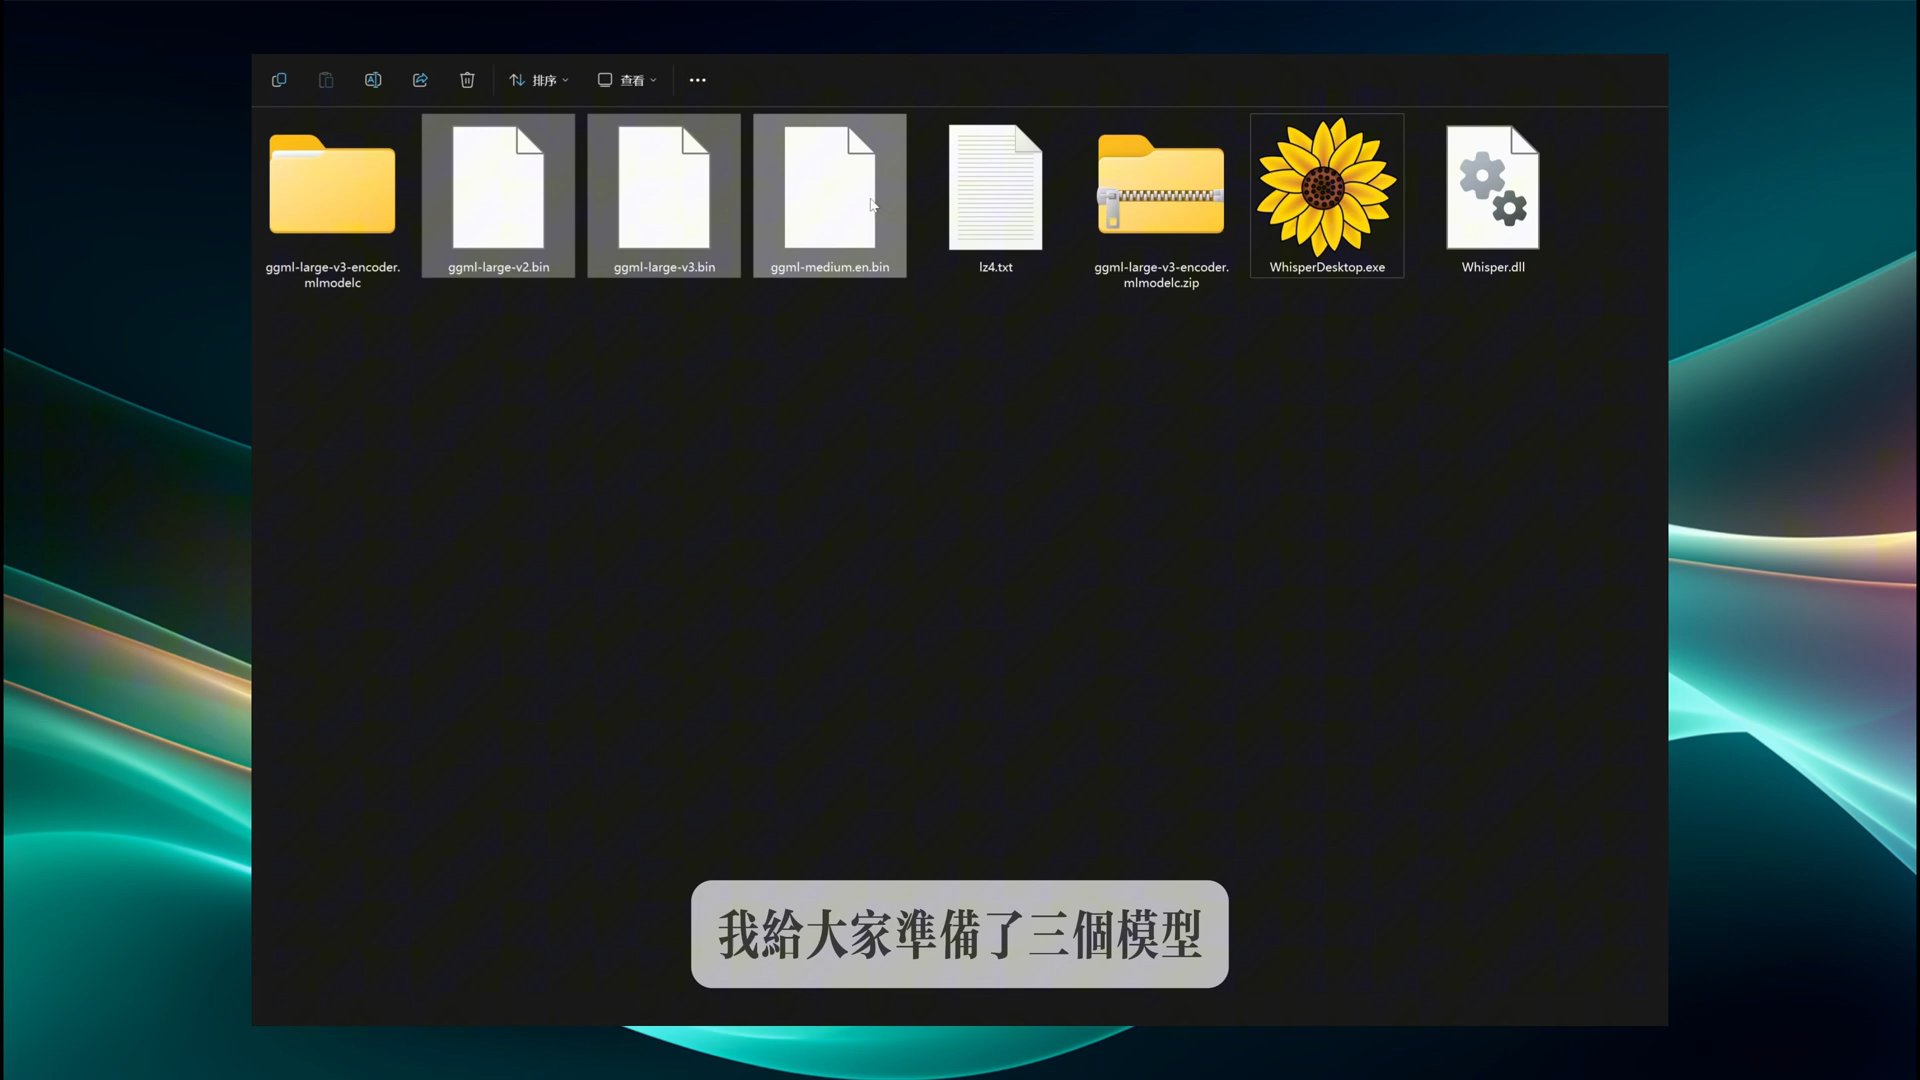 排序
查看
ggml-large-v3-encoder.
mlmodelc
ggml-large-v2.bin
ggml-large-v3.bin
ggml-medium.en.bin
lz4.txt
ggml-large-v3-encoder.
mlmodelc.zip
WhisperDesktop.exe
Whisper.dll
我給大家準備了三個模型